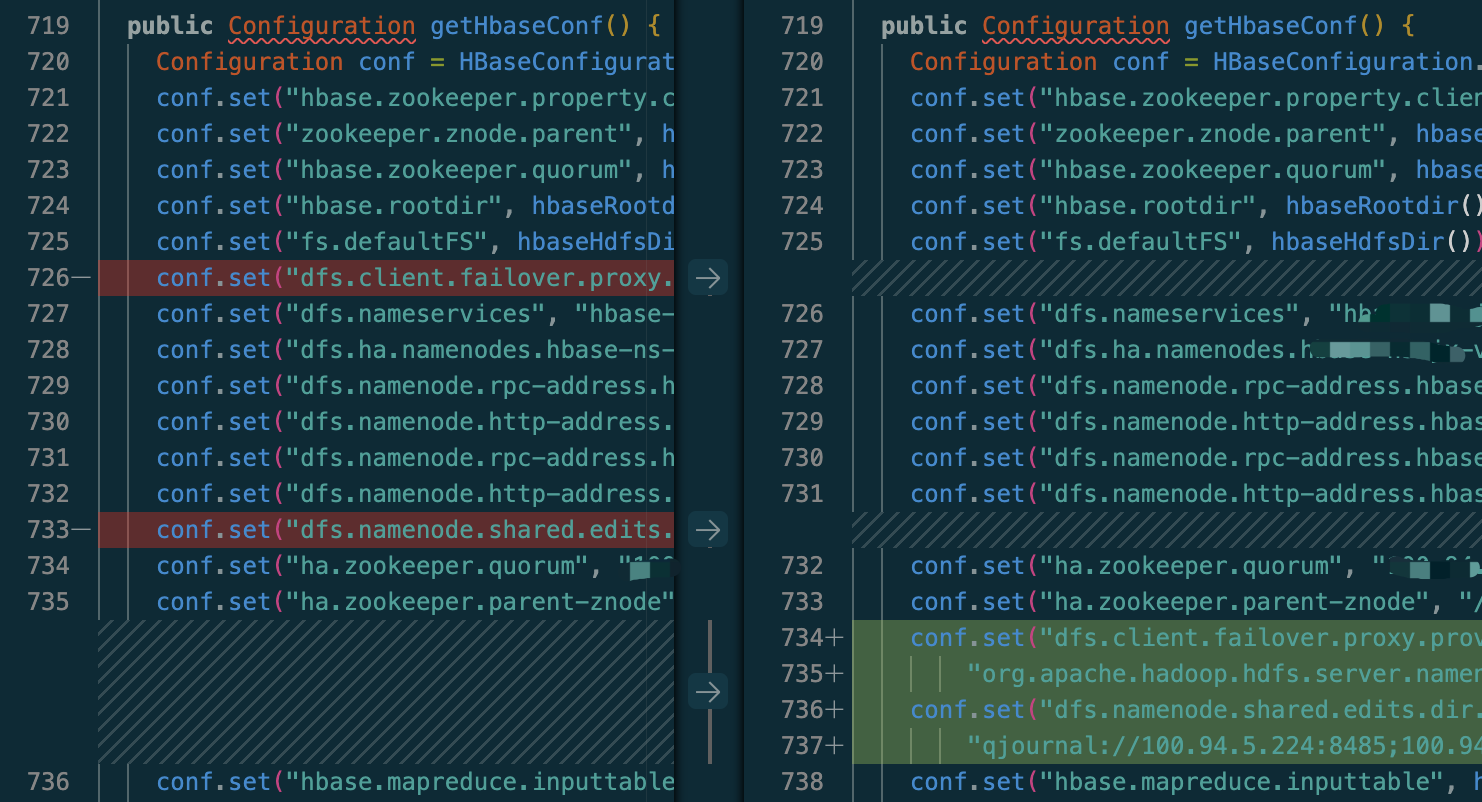 719 public Configuration getHbaseConf() {
720 Configuration conf = HBaseConfigurat
721 conf.set("hbase.zookeeper.property.c
722 conf.set("zookeeper.znode.parent", h
723 conf.set("hbase.zookeeper.quorum", h
724 conf.set("hbase.rootdir", hbaseRootd
725 conf.set("fs.defaultFS", hbaseHdfsDi
726— conf.set("dfs.client.failover.proxy.
727 conf.set("dfs.nameservices", "hbase-
728 conf.set("dfs.ha.namenodes.hbase-ns-
729 conf.set("dfs.namenode.rpc-address.h
730 conf.set("dfs.namenode.http-address.
731 conf.set("dfs.namenode.rpc-address.h
732 conf.set("dfs.namenode.http-address.
733— conf.set("dfs.namenode.shared.edits.
734 conf.set("ha.zookeeper.quorum", "
735 conf.set("ha.zookeeper.parent-znode"
736 conf.set("hbase.mapreduce.inputtable
719 public Configuration getHbaseConf() {
720 Configuration conf = HBaseConfiguration.
721 conf.set("hbase.zookeeper.property.clien
722 conf.set("zookeeper.znode.parent", hbase
723 conf.set("hbase.zookeeper.quorum", hbase
724 conf.set("hbase.rootdir", hbaseRootdir()
725 conf.set("fs.defaultFS", hbaseHdfsDir())
726 conf.set("dfs.nameservices", "hb
727 conf.set("dfs.ha.namenodes.h
728 conf.set("dfs.namenode.rpc-address.hbase
729 conf.set("dfs.namenode.http-address.hbas
730 conf.set("dfs.namenode.rpc-address.hbase
731 conf.set("dfs.namenode.http-address.hbas
732 conf.set("ha.zookeeper.quorum", "
733 conf.set("ha.zookeeper.parent-znode", "/
734+ conf.set("dfs.client.failover.proxy.prov
735+ "org.apache.hadoop.hdfs.server.namen
736+ conf.set("dfs.namenode.shared.edits.dir.
737+ "qjournal://100.94.5.224:8485;100.94
738 conf.set("hbase.mapreduce.inputtable", h